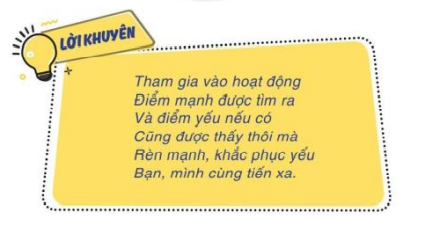 LỜI KHUYÊN
Tham gia vào hoạt động
Điểm mạnh được tìm ra
Và điểm yếu nếu có
Cũng được thấy thôi mà
Rèn mạnh, khắc phục yếu
Bạn, mình cùng tiến xa.